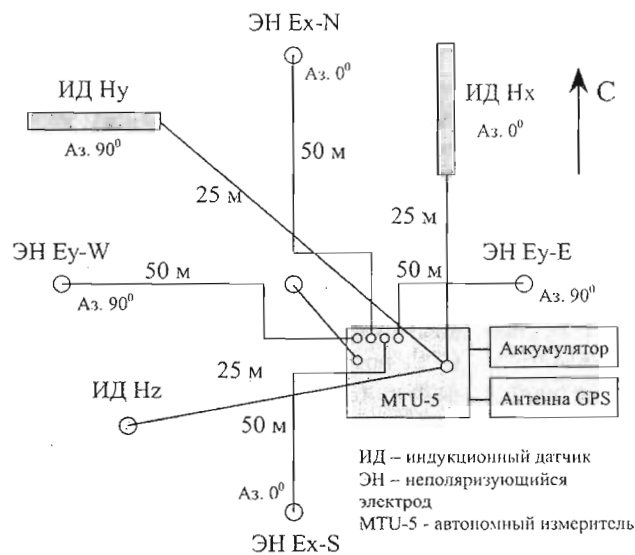 ЭН Ex-N
Аз. 0⁰
ИД Hy
Аз. 90⁰
ИД Hx
Аз. 0⁰
С
50 м
25 м
25 м
ЭН Ey-W
50 м
Аз. 90⁰
50 м
ЭН Ey-E
Аз. 90⁰
ИД Hz
25 м
50 м
MTU-5
Аккумулятор
Антенна GPS
Аз. 0⁰
ЭН Ex-S
ИД – индукционный датчик
ЭН – неполяризующийся
электрод
MTU-5 - автономный измеритель